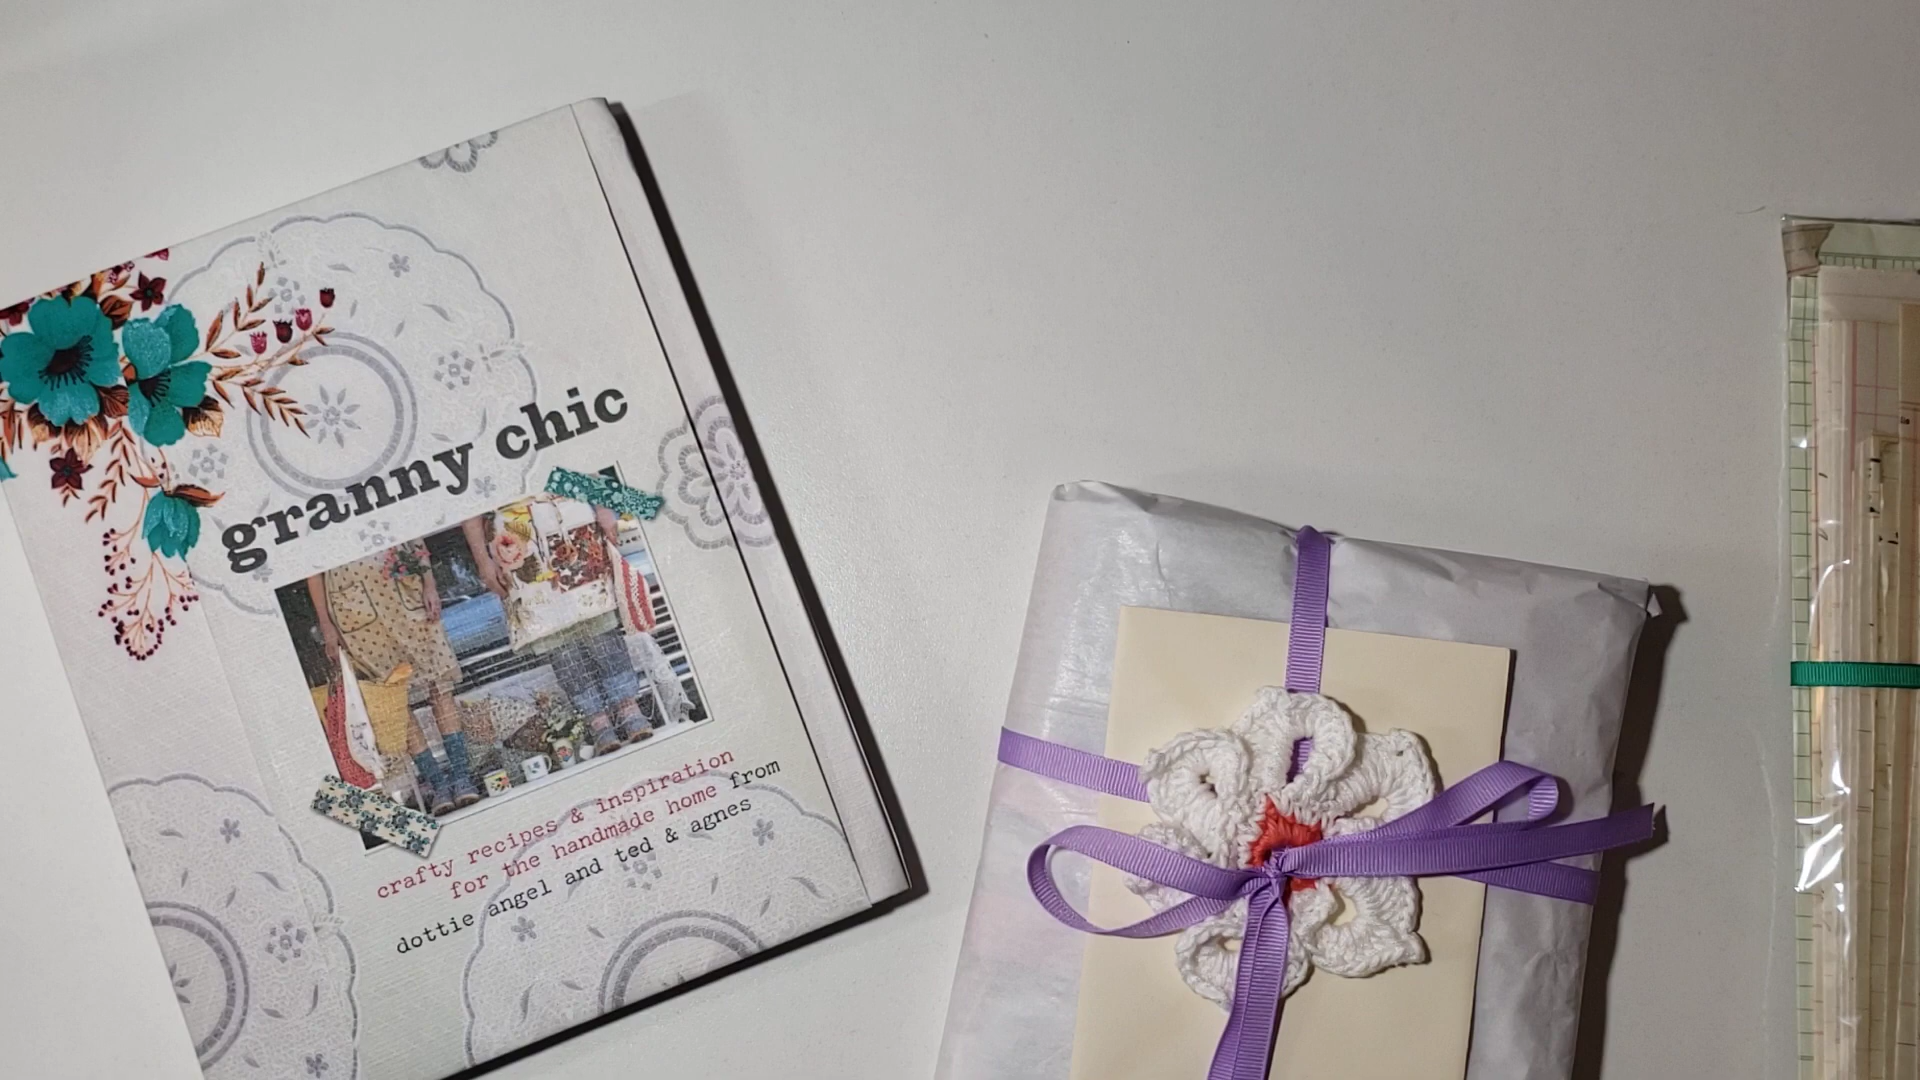 granny chic
crafty recipes & inspiration
for the handmade home from
dottie angel and ted & agnes